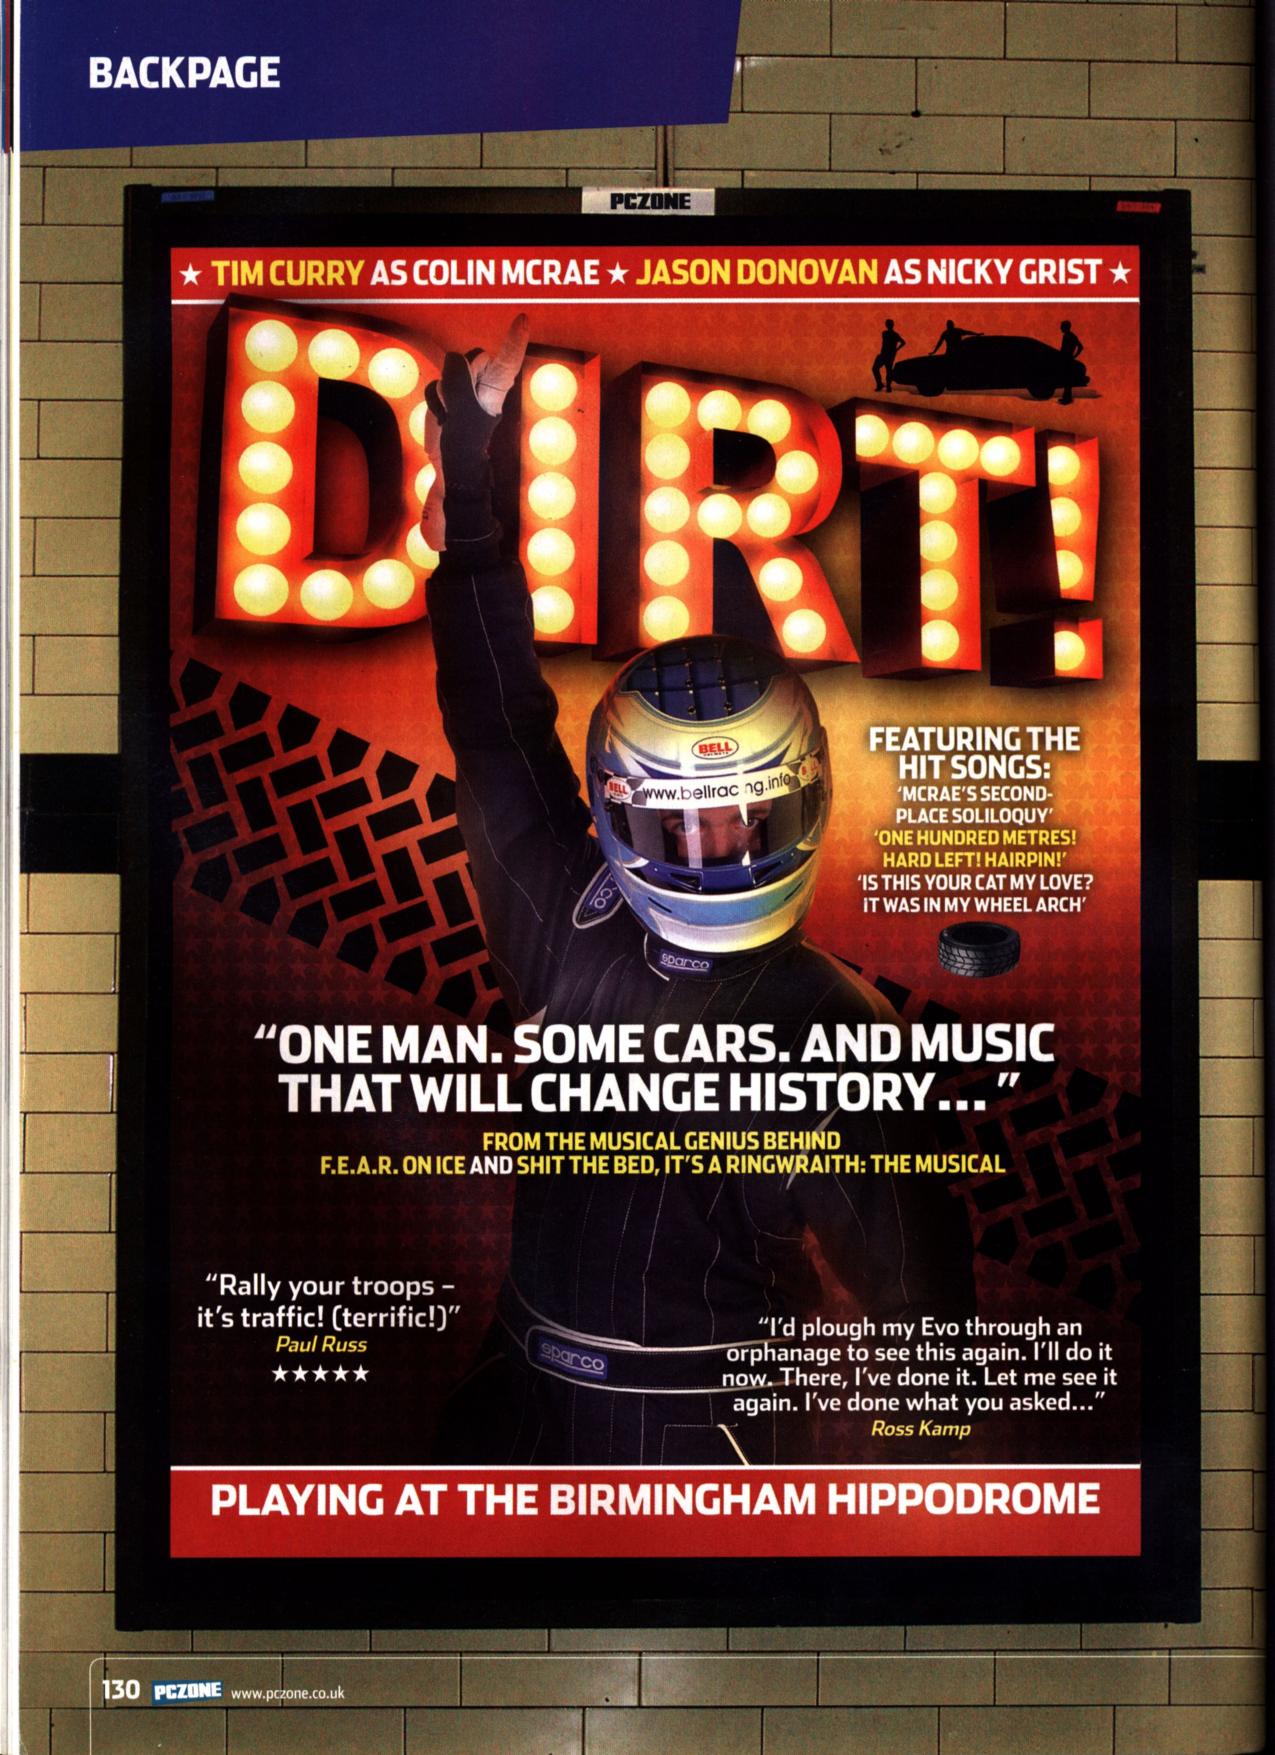 BACKPAGE
PCZONE
★ TIM CURRY AS COLIN MCRAE ★ JASON DONOVAN AS NICKY GRIST ★
DIRT!
BELL
BELL www.bellracing.info
FEATURING THE
HIT SONGS:
‘MCRAE’S SECOND-
PLACE SOLILOQUY’
‘ONE HUNDRED METRES!
HARD LEFT! HAIRPIN!’
‘IS THIS YOUR CAT MY LOVE?
IT WAS IN MY WHEEL ARCH’
sparco
“ONE MAN. SOME CARS. AND MUSIC
THAT WILL CHANGE HISTORY...”
FROM THE MUSICAL GENIUS BEHIND
F.E.A.R. ON ICE AND SHIT THE BED, IT’S A RINGWRAITH: THE MUSICAL
“Rally your troops –
it’s traffic! (terrific!)”
Paul Russ
★★★★★
sparco
“I’d plough my Evo through an
orphanage to see this again. I’ll do it
now. There, I’ve done it. Let me see it
again. I’ve done what you asked...”
Ross Kamp
PLAYING AT THE BIRMINGHAM HIPPODROME
130 PCZONE www.pczone.co.uk